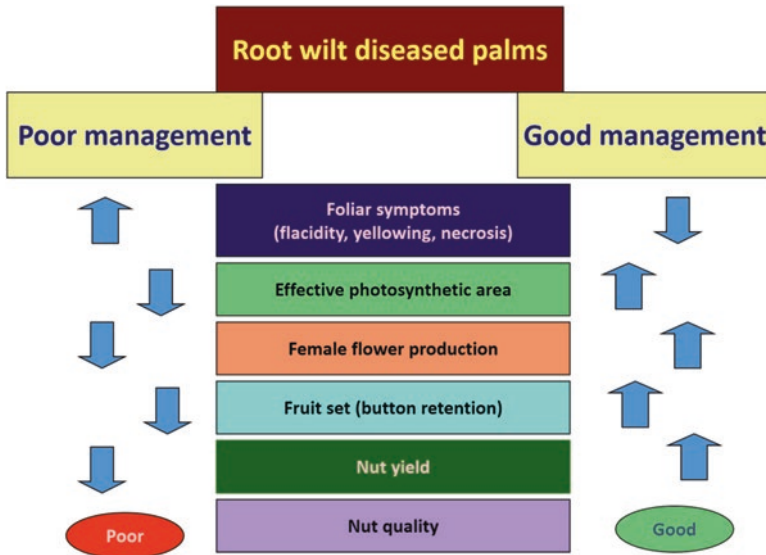 Root wilt diseased palms
Poor management
Good management
Foliar symptoms
(flacidity, yellowing, necrosis)
Effective photosynthetic area
Female flower production
Fruit set (button retention)
Nut yield
Poor
Nut quality
Good